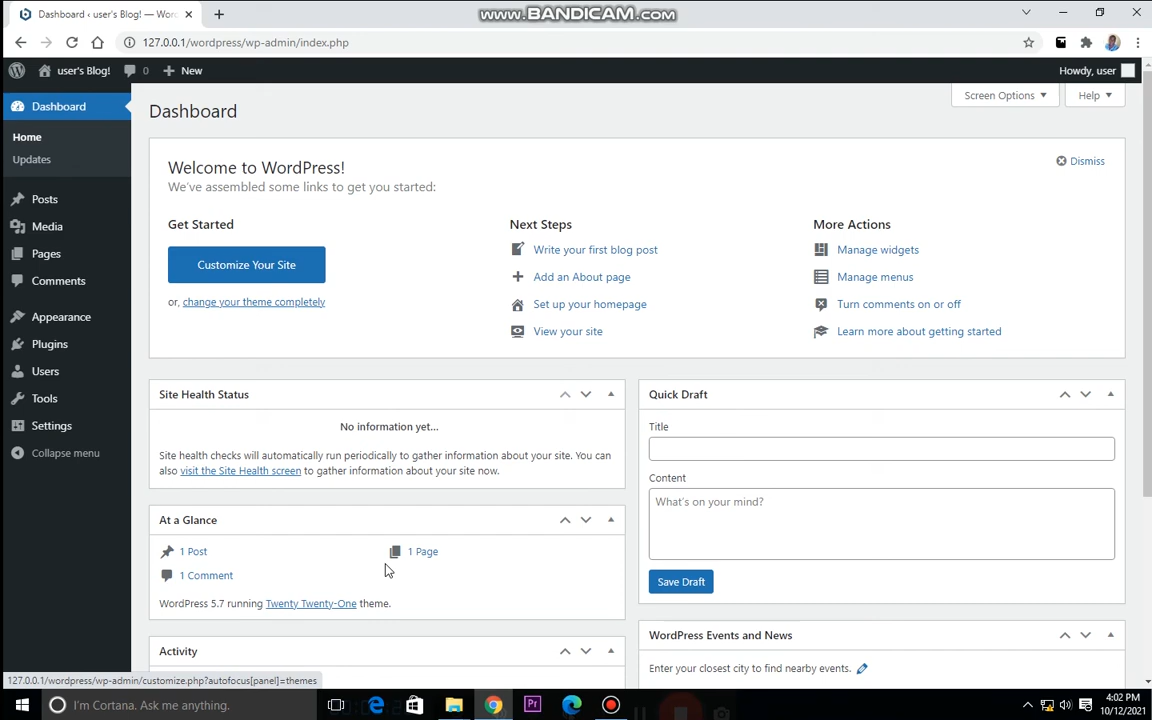 Dashboard ‹ user's Blog! — Wor
www.BANDICAM.com
127.0.0.1/wordpress/wp-admin/index.php
user's Blog!
0
New
Howdy, user
Dashboard
Home
Updates
Posts
Media
Pages
Comments
Appearance
Plugins
Users
Tools
Settings
Collapse menu
Screen Options
Help
Dashboard
Welcome to WordPress!
Dismiss
We've assembled some links to get you started:
Get Started
Customize Your Site
or, change your theme completely
Next Steps
Write your first blog post
Add an About page
Set up your homepage
View your site
More Actions
Manage widgets
Manage menus
Turn comments on or off
Learn more about getting started
Site Health Status
No information yet...
Site health checks will automatically run periodically to gather information about your site. You can
also visit the Site Health screen to gather information about your site now.
At a Glance
1 Post
1 Page
1 Comment
WordPress 5.7 running Twenty Twenty-One theme.
Activity
Quick Draft
Title
Content
What's on your mind?
Save Draft
WordPress Events and News
Enter your closest city to find nearby events.
127.0.0.1/wordpress/wp-admin/customize.php?autofocus[panel]=themes
I'm Cortana. Ask me anything.
Pr
4:02 PM
10/12/2021